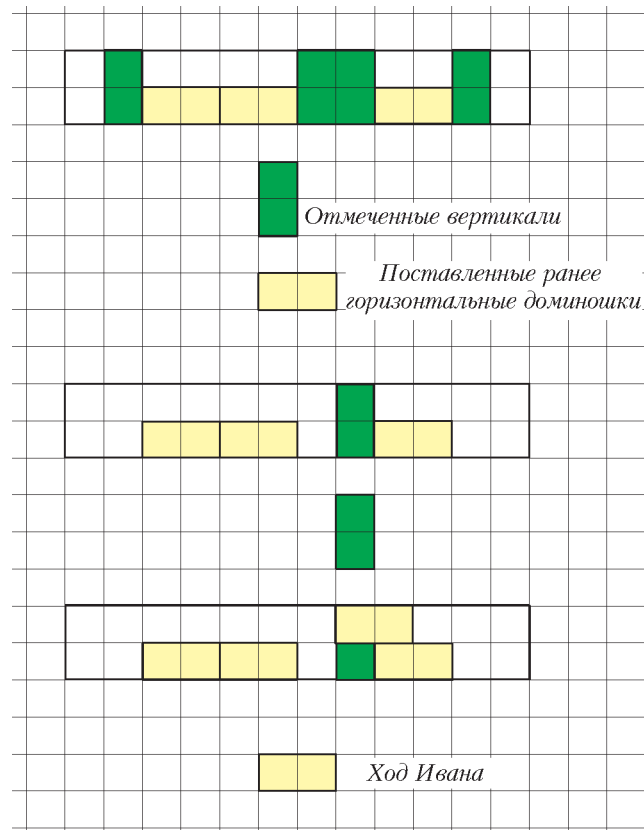 Отмеченные вертикали
Поставленные ранее
горизонтальные доминошки
Ход Ивана